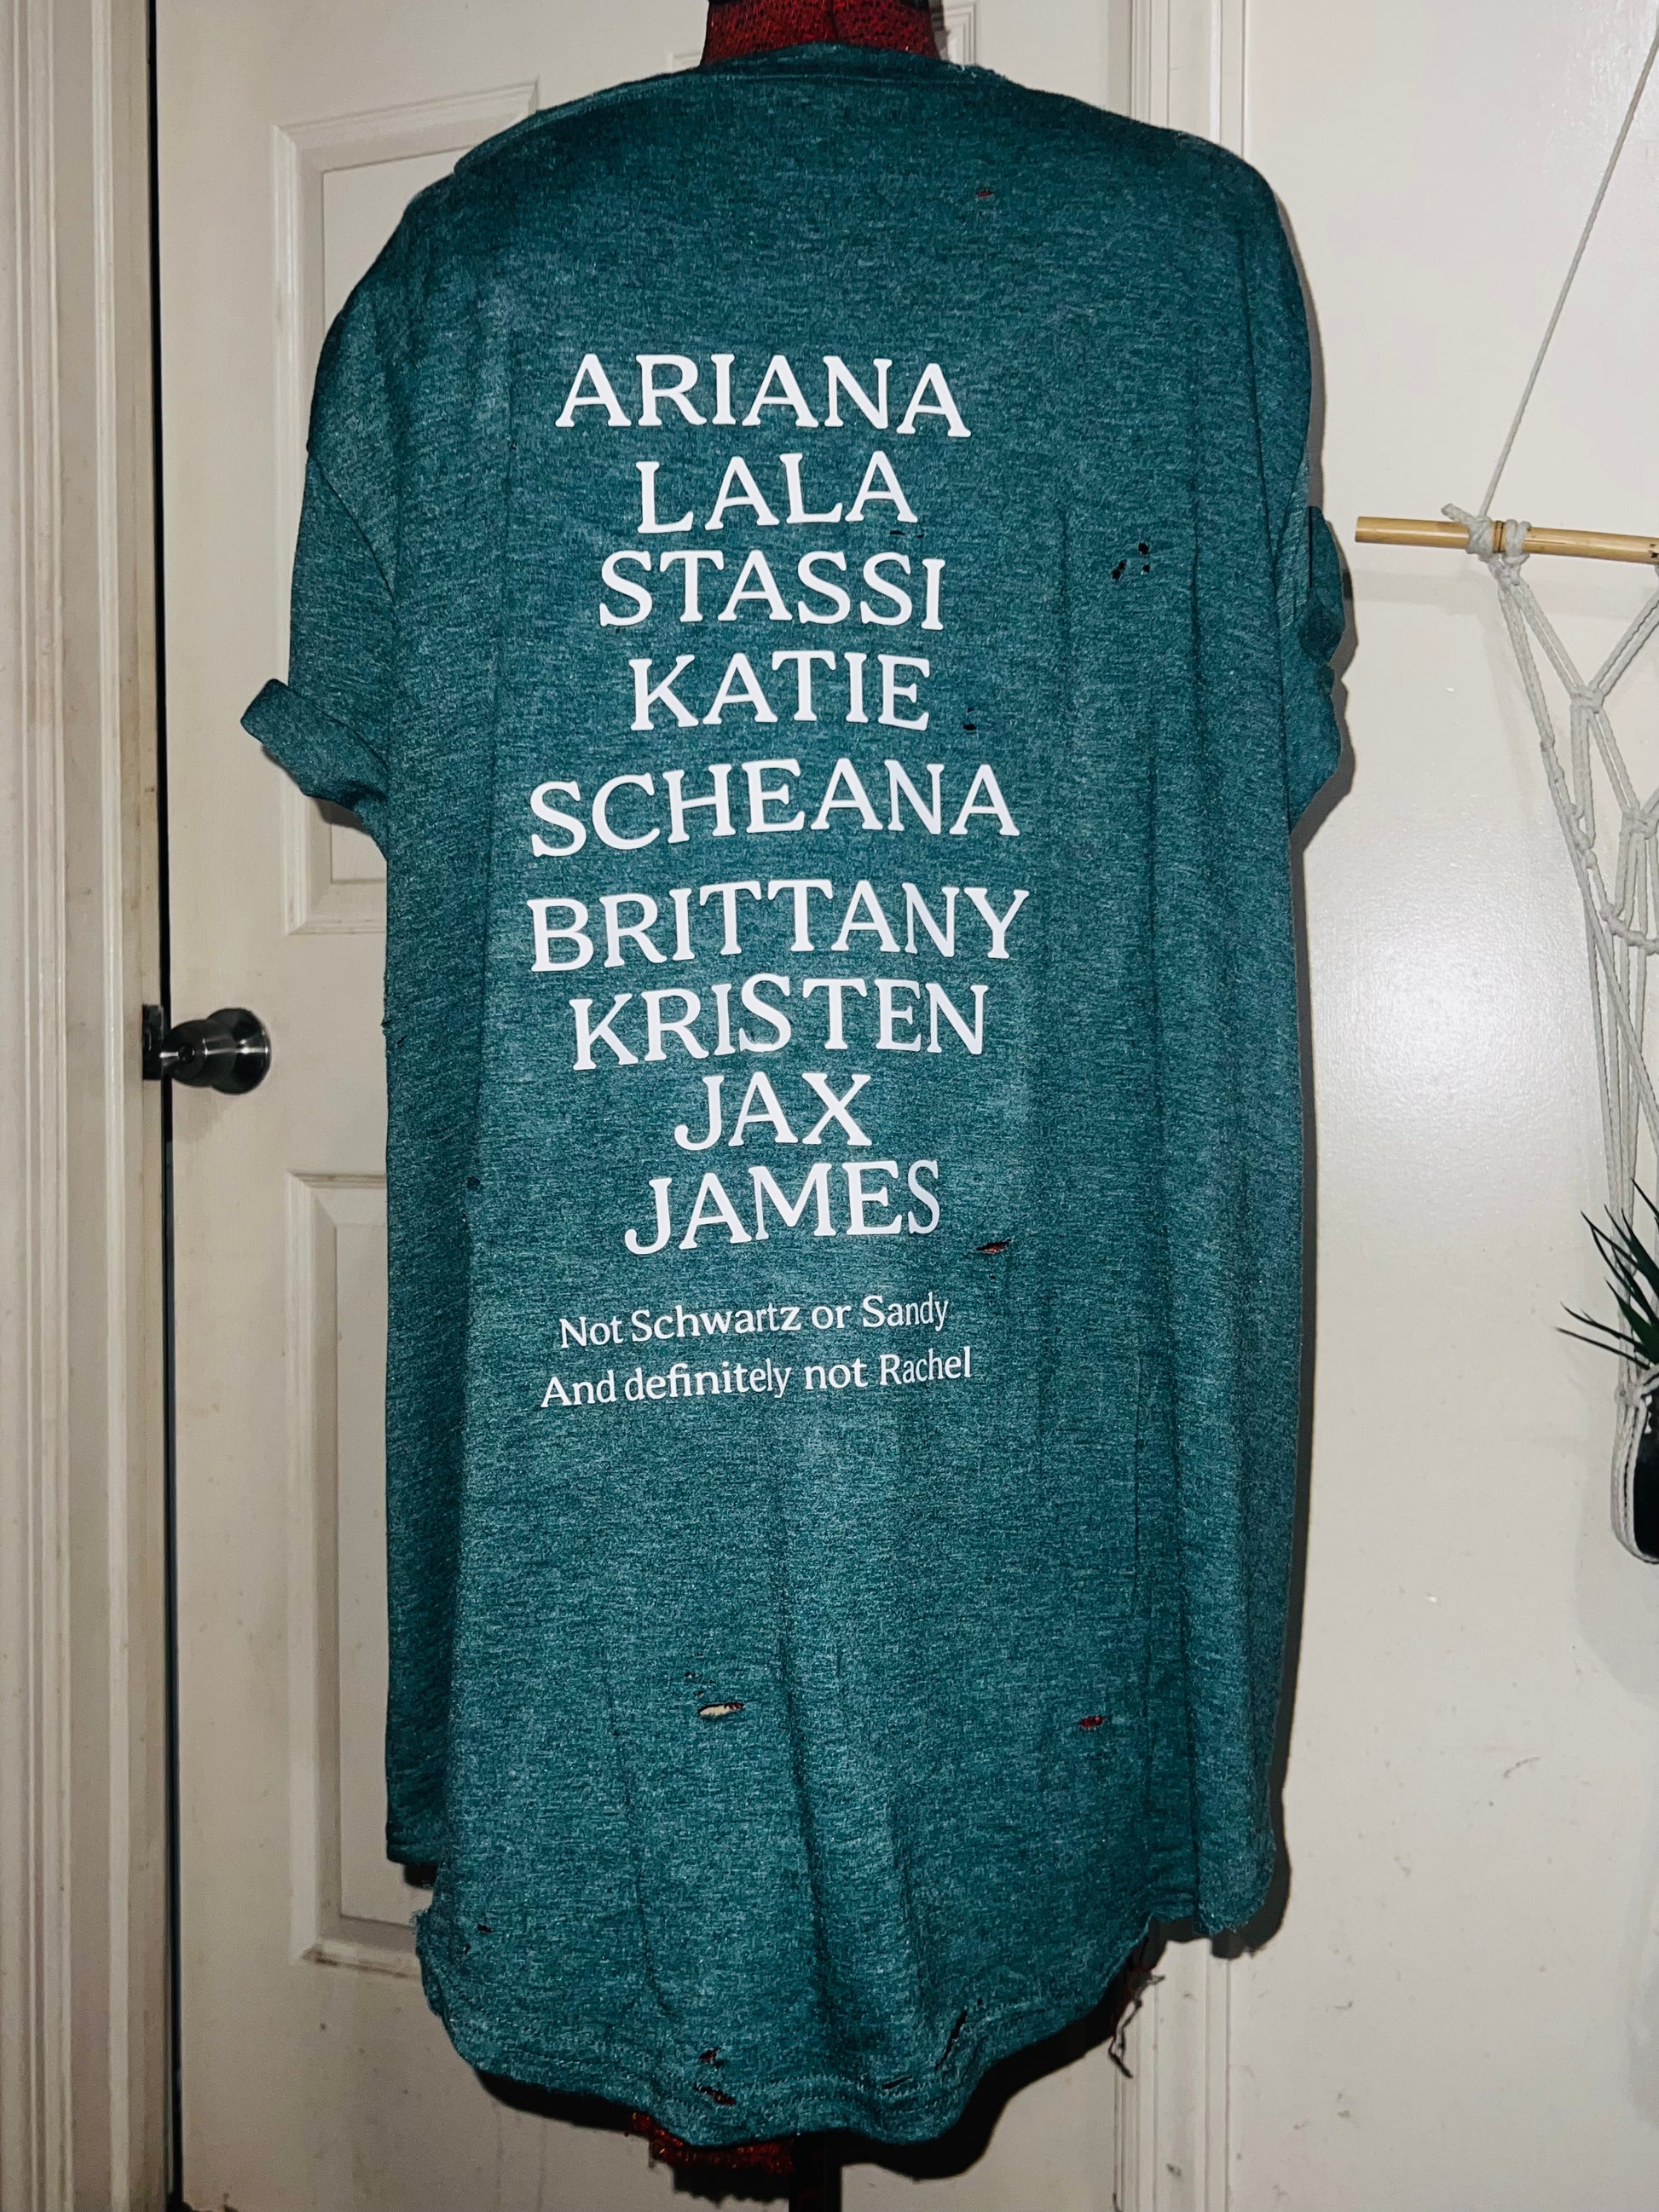 ARIANA
LALA
STASSI
KATIE
SCHEANA
BRITTANY
KRISTEN
JAX
JAMES
Not Schwartz or Sandy
And definitely not Rachel